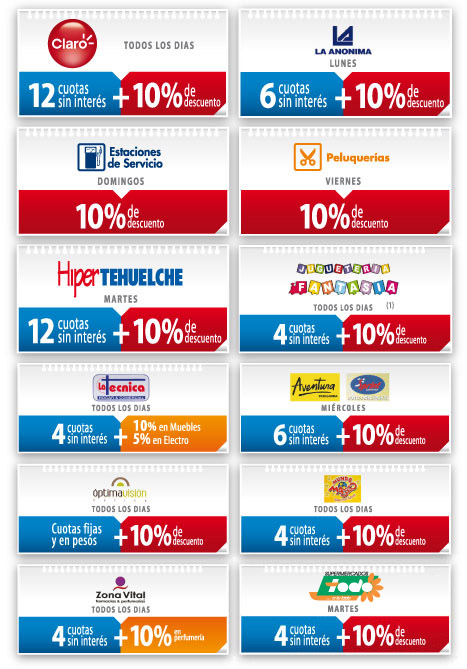 Claro
TODOS LOS DIAS
12 cuotas sin interés + 10% de descuento
LA ANONIMA
LUNES
6 cuotas sin interés + 10% de descuento
Estaciones
de Servicio
DOMINGOS
10% de descuento
Peluquerías
VIERNES
10% de descuento
HiperTEHUELCHE
MARTES
12 cuotas sin interés + 10% de descuento
JUGUETERIA
FANTASIA
TODOS LOS DIAS (1)
4 cuotas sin interés + 10% de descuento
La Tecnica
TODOS LOS DIAS
4 cuotas sin interés + 10% en Muebles
5% en Electro
Aventura
MIÉRCOLES
6 cuotas sin interés + 10% de descuento
óptimavisión
TODOS LOS DIAS
Cuotas fijas
y en pesos + 10% de descuento
MUNDO
TODOS LOS DIAS
4 cuotas sin interés + 10% de descuento
Zona Vital
farmacias & perfumerías
TODOS LOS DIAS
4 cuotas sin interés + 10% en perfumería
SUPERMERCADOS
Todo
MARTES
4 cuotas sin interés + 10% de descuento